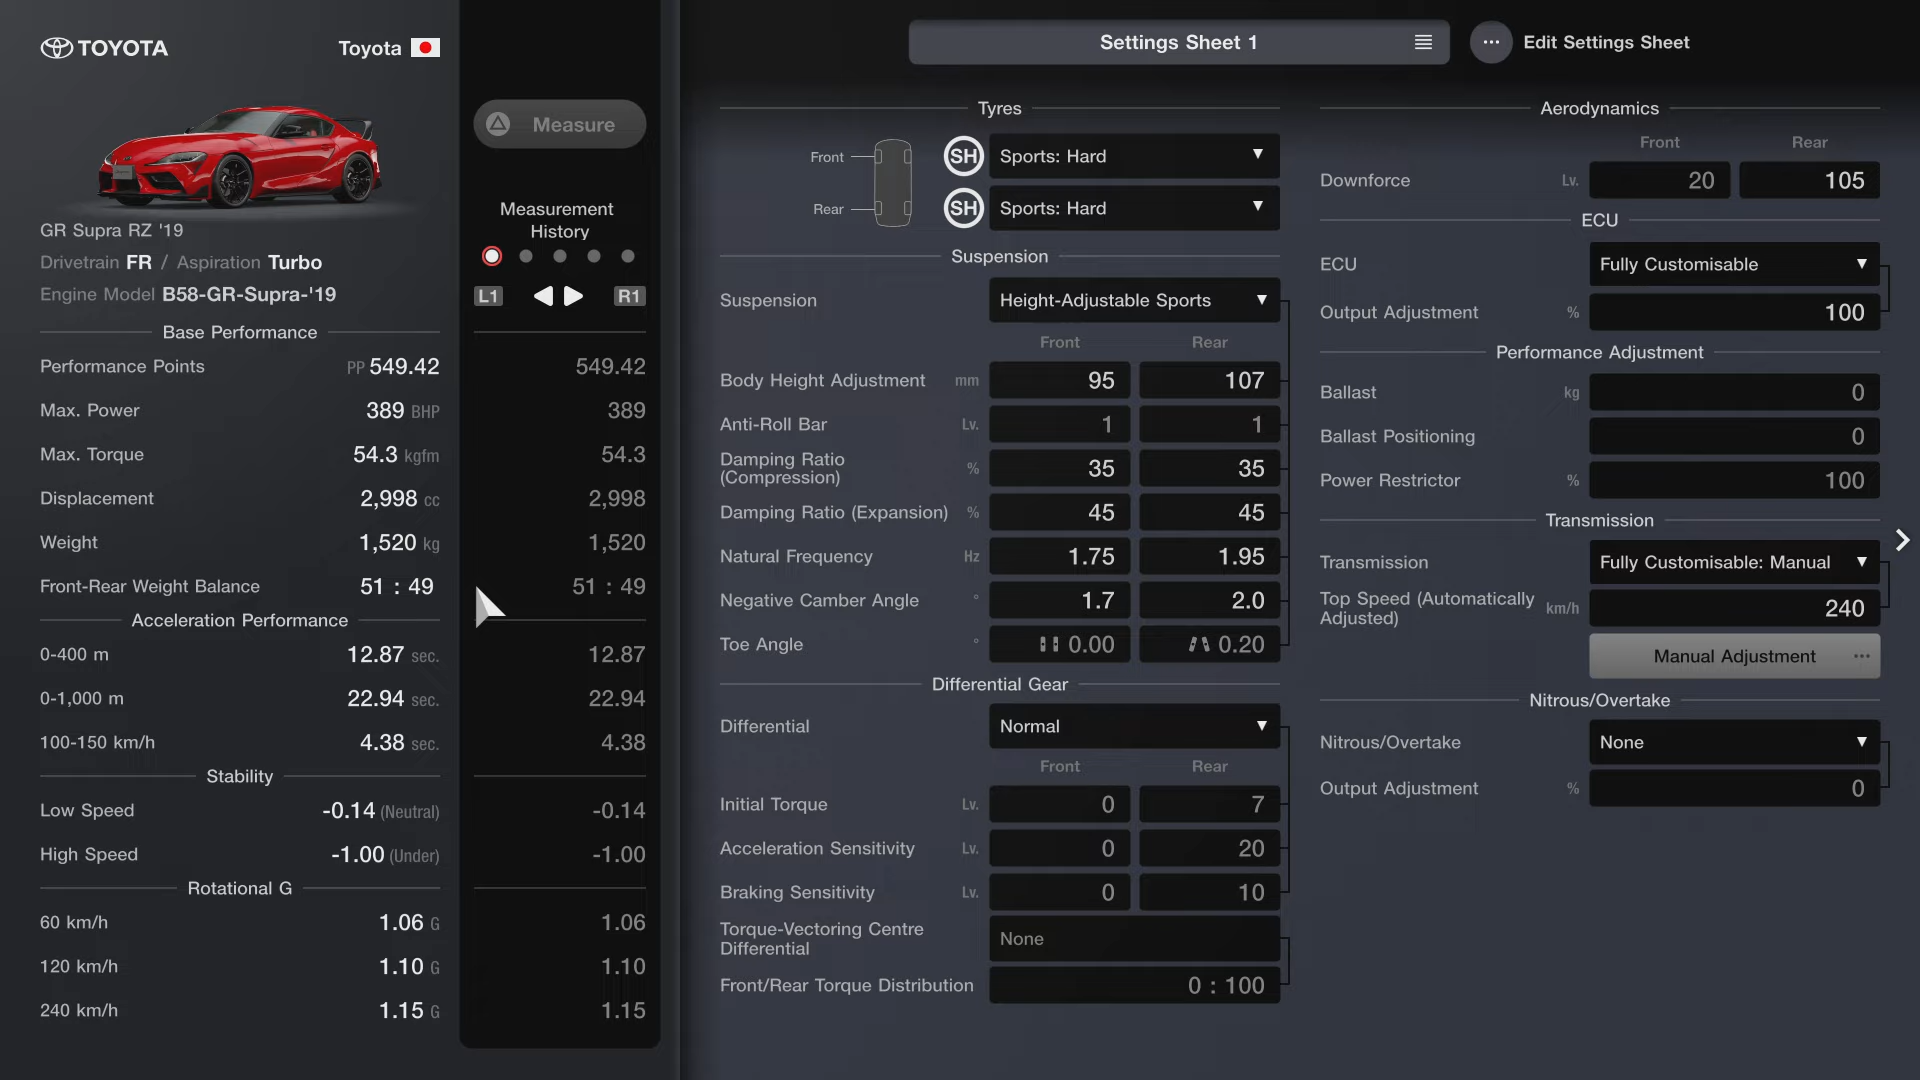 TOYOTA
Toyota
GR Supra RZ '19
Drivetrain FR / Aspiration Turbo
Engine Model B58-GR-Supra-'19
Base Performance
Performance Points PP 549.42
Max. Power 389 BHP
Max. Torque 54.3 kgfm
Displacement 2,998 cc
Weight 1,520 kg
Front-Rear Weight Balance 51 : 49
Acceleration Performance
0-400 m 12.87 sec.
0-1,000 m 22.94 sec.
100-150 km/h 4.38 sec.
Stability
Low Speed -0.14 (Neutral)
High Speed -1.00 (Under)
Rotational G
60 km/h 1.06 G
120 km/h 1.10 G
240 km/h 1.15 G
Measure
Measurement
History
L1 R1
549.42
389
54.3
2,998
1,520
51 : 49
12.87
22.94
4.38
-0.14
-1.00
1.06
1.10
1.15
Settings Sheet 1
Edit Settings Sheet
Tyres
Front SH Sports: Hard
Rear SH Sports: Hard
Suspension
Suspension Height-Adjustable Sports
Front Rear
Body Height Adjustment mm 95 107
Anti-Roll Bar Lv. 1 1
Damping Ratio
(Compression) % 35 35
Damping Ratio (Expansion) % 45 45
Natural Frequency Hz 1.75 1.95
Negative Camber Angle ° 1.7 2.0
Toe Angle ° 0.00 0.20
Differential Gear
Differential Normal
Front Rear
Initial Torque Lv. 0 7
Acceleration Sensitivity Lv. 0 20
Braking Sensitivity Lv. 0 10
Torque-Vectoring Centre
Differential None
Front/Rear Torque Distribution 0 : 100
Aerodynamics
Front Rear
Downforce Lv. 20 105
ECU
ECU Fully Customisable
Output Adjustment % 100
Performance Adjustment
Ballast kg 0
Ballast Positioning 0
Power Restrictor % 100
Transmission
Transmission Fully Customisable: Manual
Top Speed (Automatically
Adjusted) km/h 240
Manual Adjustment
Nitrous/Overtake
Nitrous/Overtake None
Output Adjustment % 0